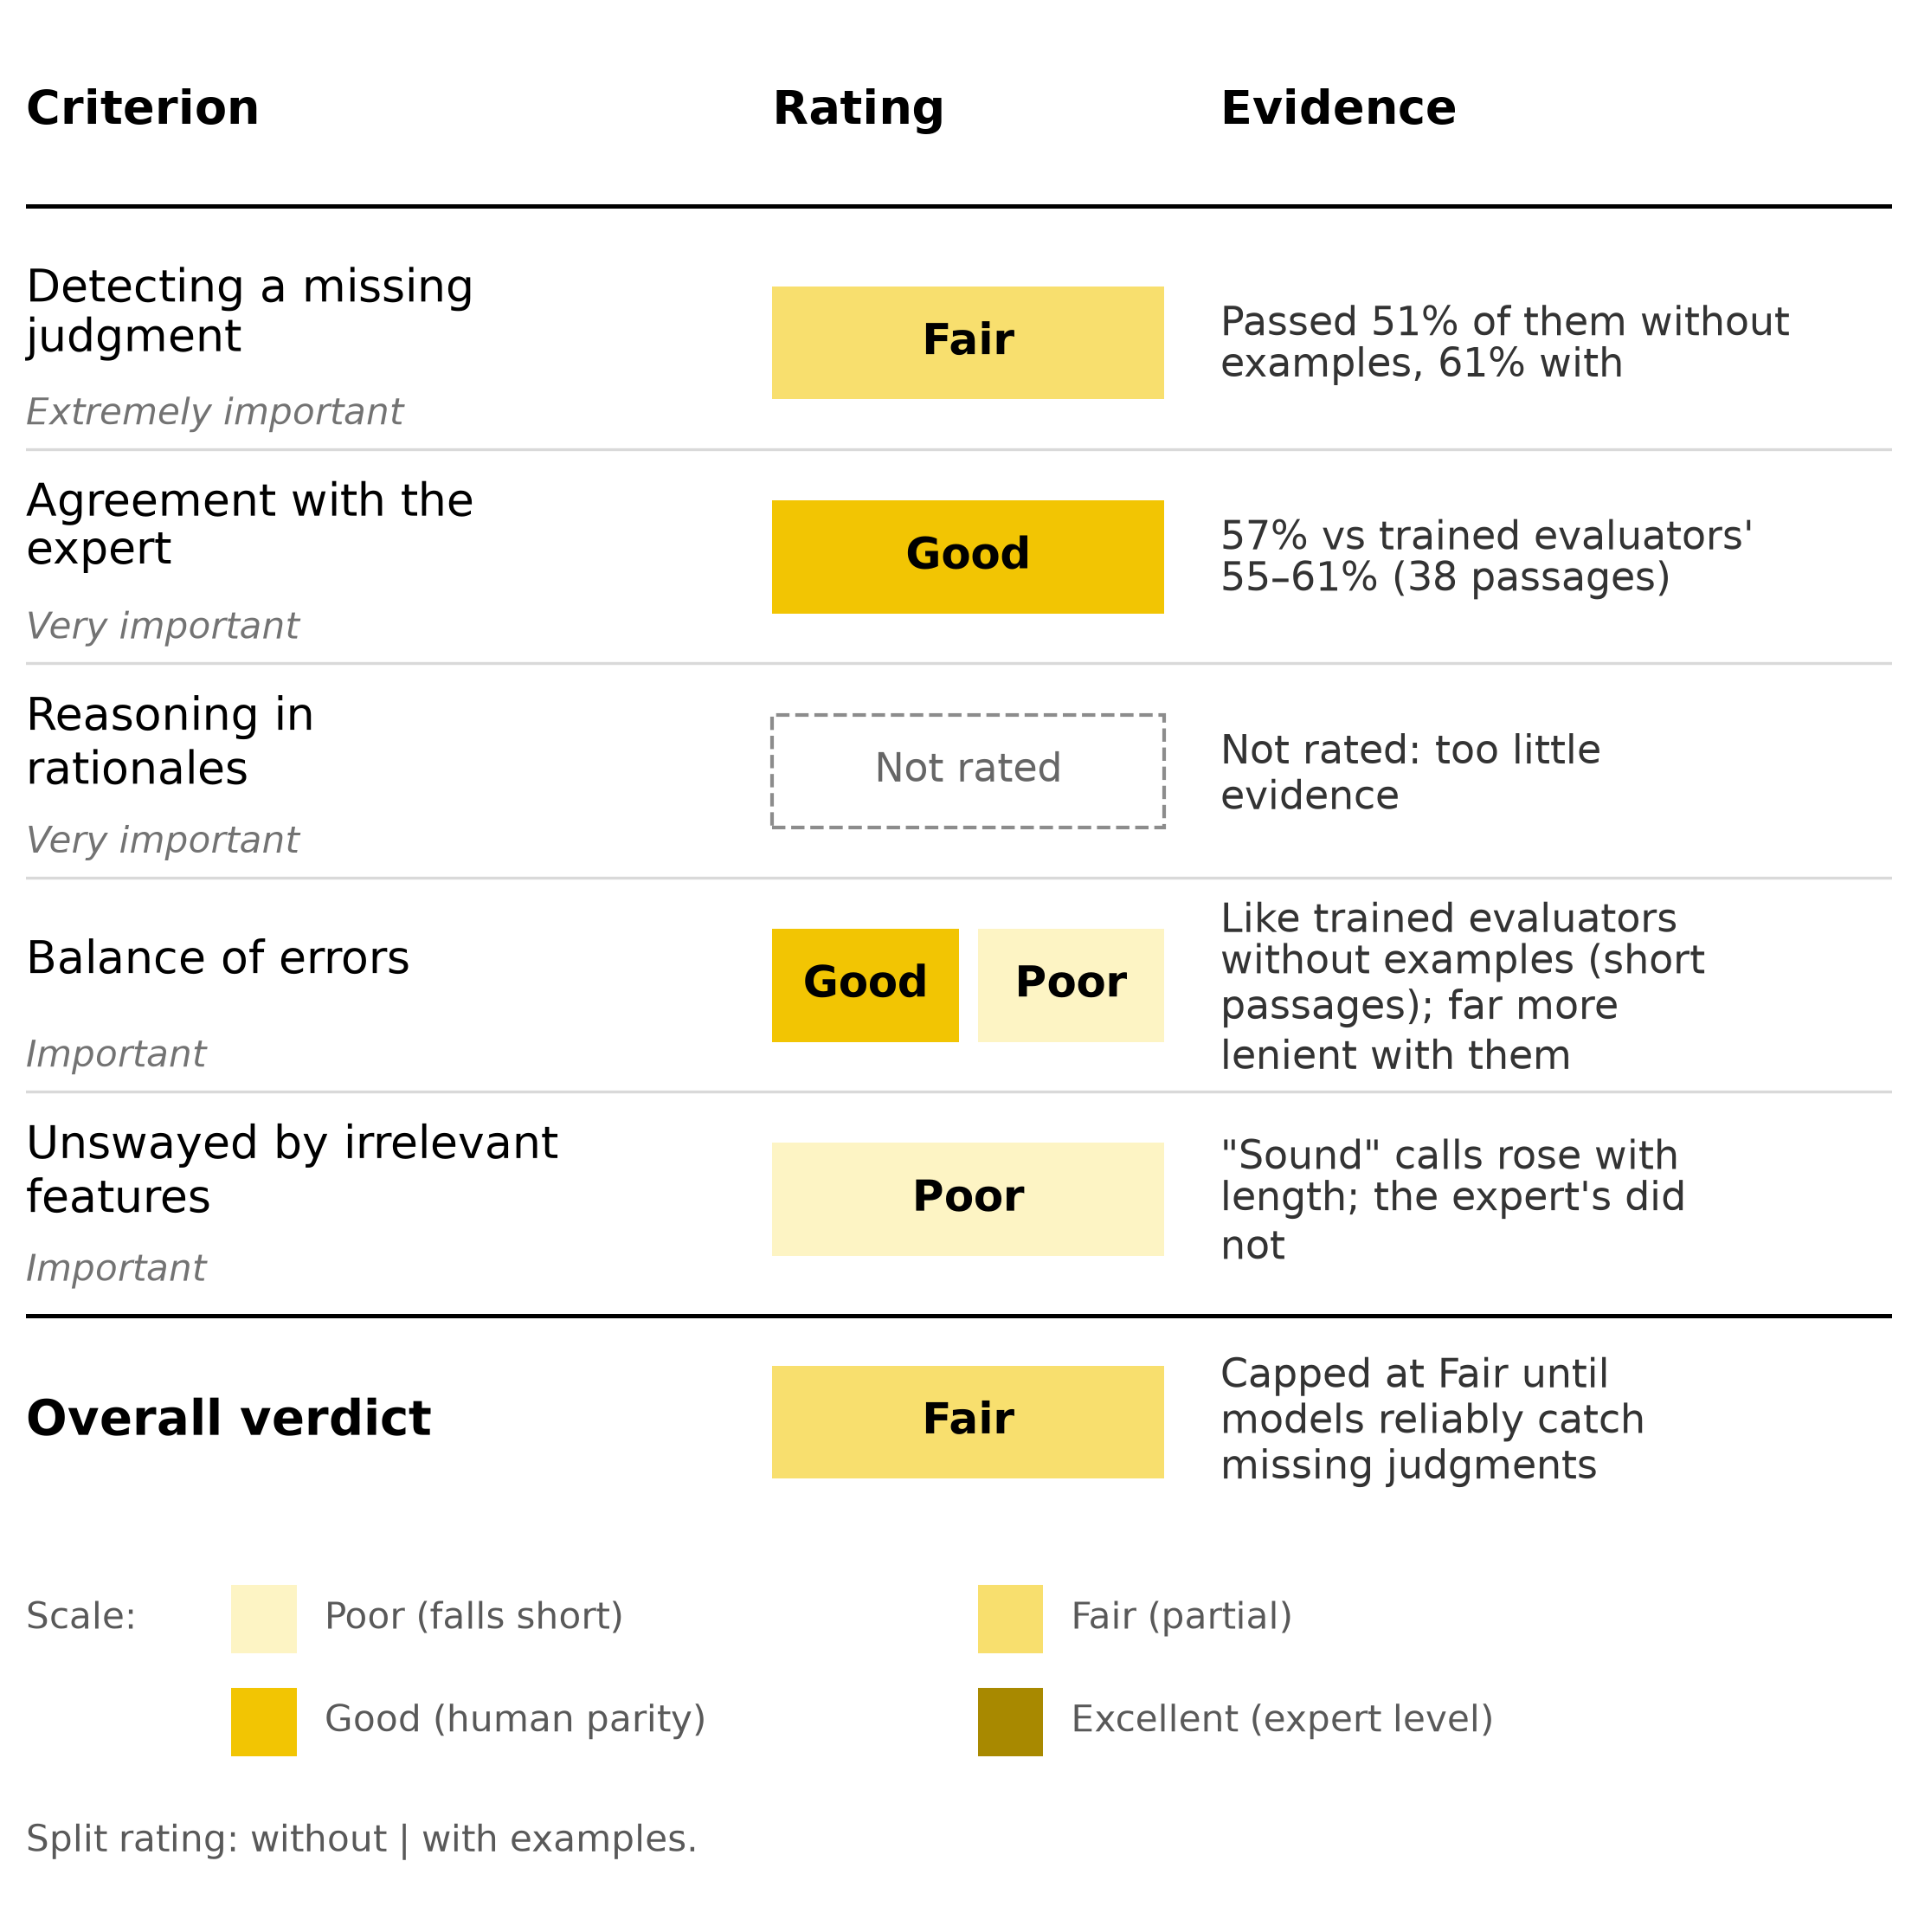 Criterion
Rating
Evidence
Detecting a missing
judgment
Extremely important
Fair
Passed 51% of them without
examples, 61% with
Agreement with the
expert
Very important
Good
57% vs trained evaluators'
55–61% (38 passages)
Reasoning in
rationales
Very important
Not rated
Not rated: too little
evidence
Balance of errors
Important
Good
Poor
Like trained evaluators
without examples (short
passages); far more
lenient with them
Unswayed by irrelevant
features
Important
Poor
"Sound" calls rose with
length; the expert's did
not
Overall verdict
Fair
Capped at Fair until
models reliably catch
missing judgments
Scale:
Poor (falls short)
Fair (partial)
Good (human parity)
Excellent (expert level)
Split rating: without | with examples.